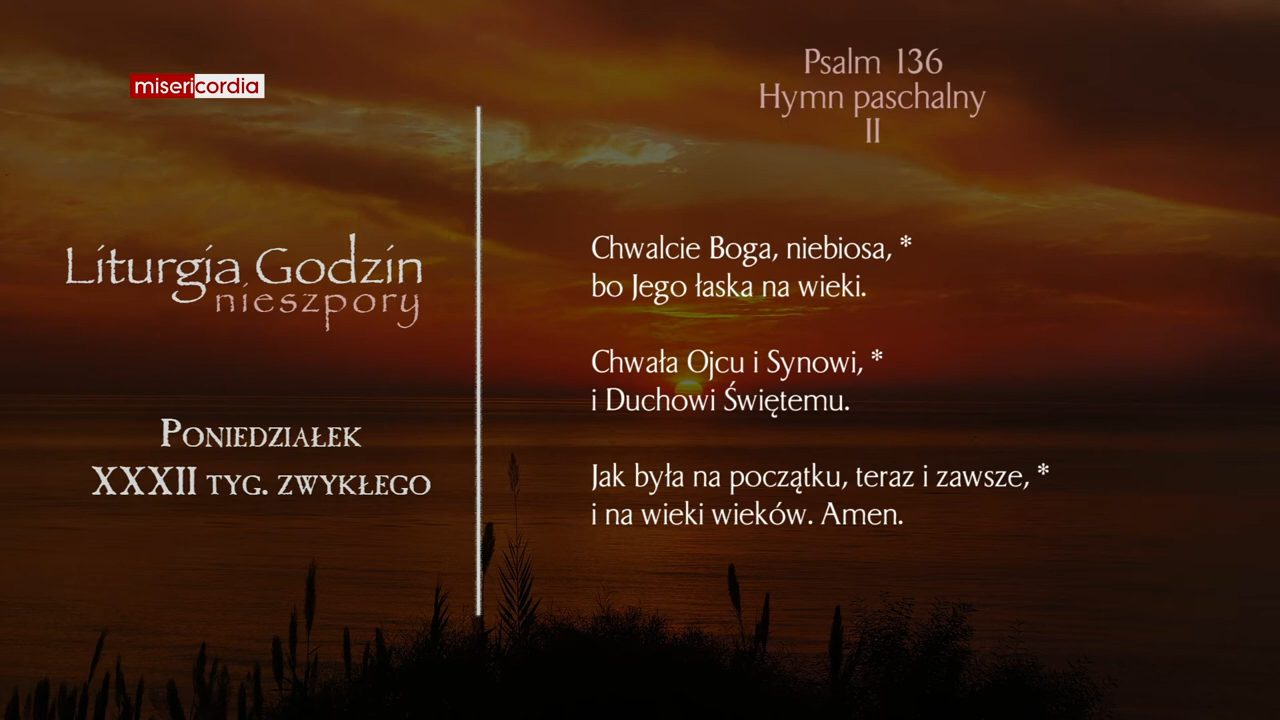 misericordia
Liturgia Godzin
nieszpory
Poniedziałek
XXXII tyg. zwykłego
Psalm 136
Hymn paschalny
II
Chwalcie Boga, niebiosa, *
bo Jego łaska na wieki.
Chwała Ojcu i Synowi, *
i Duchowi Świętemu.
Jak była na początku, teraz i zawsze, *
i na wieki wieków. Amen.